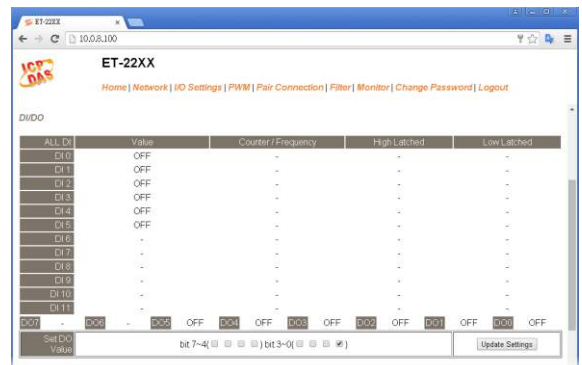 ET-22XX
10.0.8.100
ICP DAS
ET-22XX
Home | Network | I/O Settings | PWM | Pair Connection | Filter | Monitor | Change Password | Logout
DI/DO
ALL DI Value Counter / Frequency High Latched Low Latched
DI 0 OFF - - -
DI 1 OFF - - -
DI 2 OFF - - -
DI 3 OFF - - -
DI 4 OFF - - -
DI 5 OFF - - -
DI 6 - - - -
DI 7 - - - -
DI 8 - - - -
DI 9 - - - -
DI 10 - - - -
DI 11 - - - -
DO7 - DO6 - DO5 OFF DO4 OFF DO3 OFF DO2 OFF DO1 OFF DO0 OFF
Set DO Value bit 7~4( ) bit 3~0( ) Update Settings